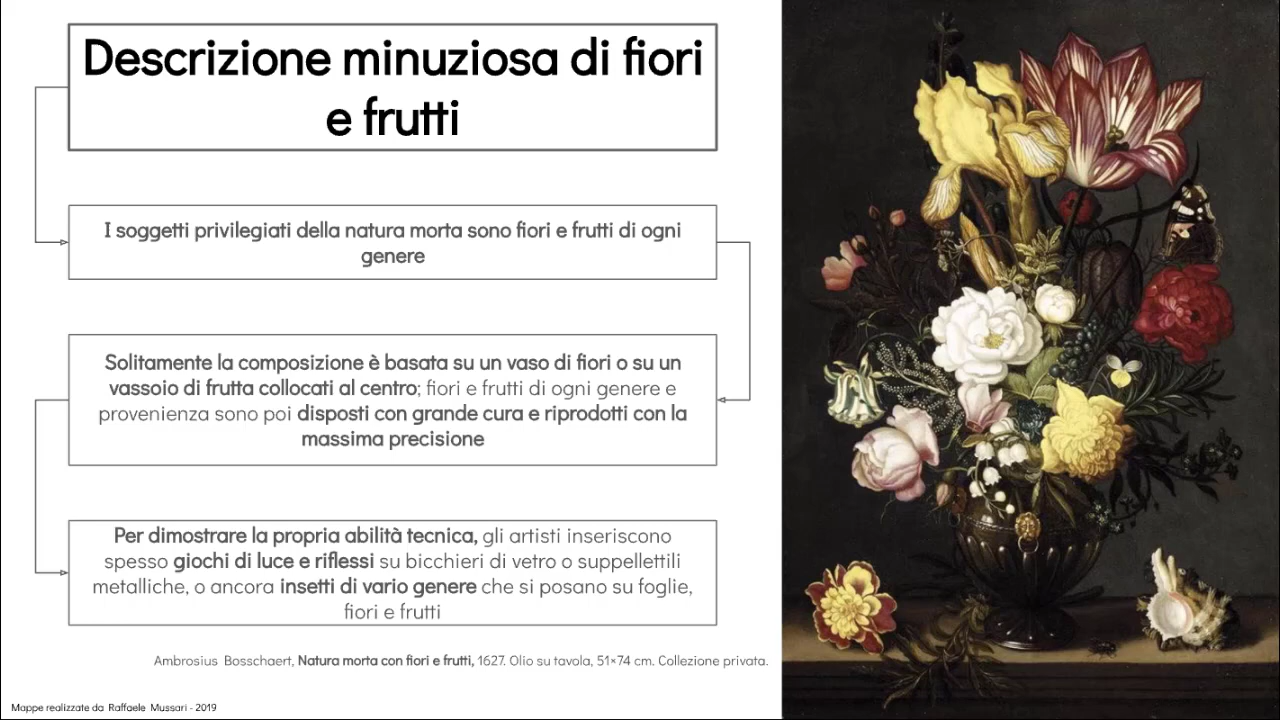 Descrizione minuziosa di fiori
e frutti
I soggetti privilegiati della natura morta sono fiori e frutti di ogni
genere
Solitamente la composizione è basata su un vaso di fiori o su un
vassoio di frutta collocati al centro; fiori e frutti di ogni genere e
provenienza sono poi disposti con grande cura e riprodotti con la
massima precisione
Per dimostrare la propria abilità tecnica, gli artisti inseriscono
spesso giochi di luce e riflessi su bicchieri di vetro o suppellettili
metalliche, o ancora insetti di vario genere che si posano su foglie,
fiori e frutti
Ambrosius Bosschaert, Natura morta con fiori e frutti, 1627. Olio su tavola, 51×74 cm. Collezione privata.
Mappe realizzate da Raffaele Mussari - 2019